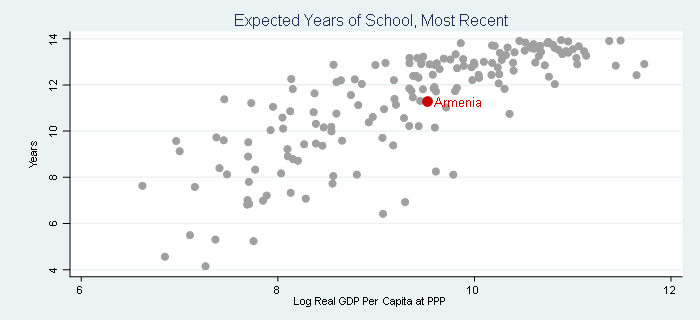 Expected Years of School, Most Recent
14
12
10
8
6
4
Years
Armenia
6 8 10 12
Log Real GDP Per Capita at PPP